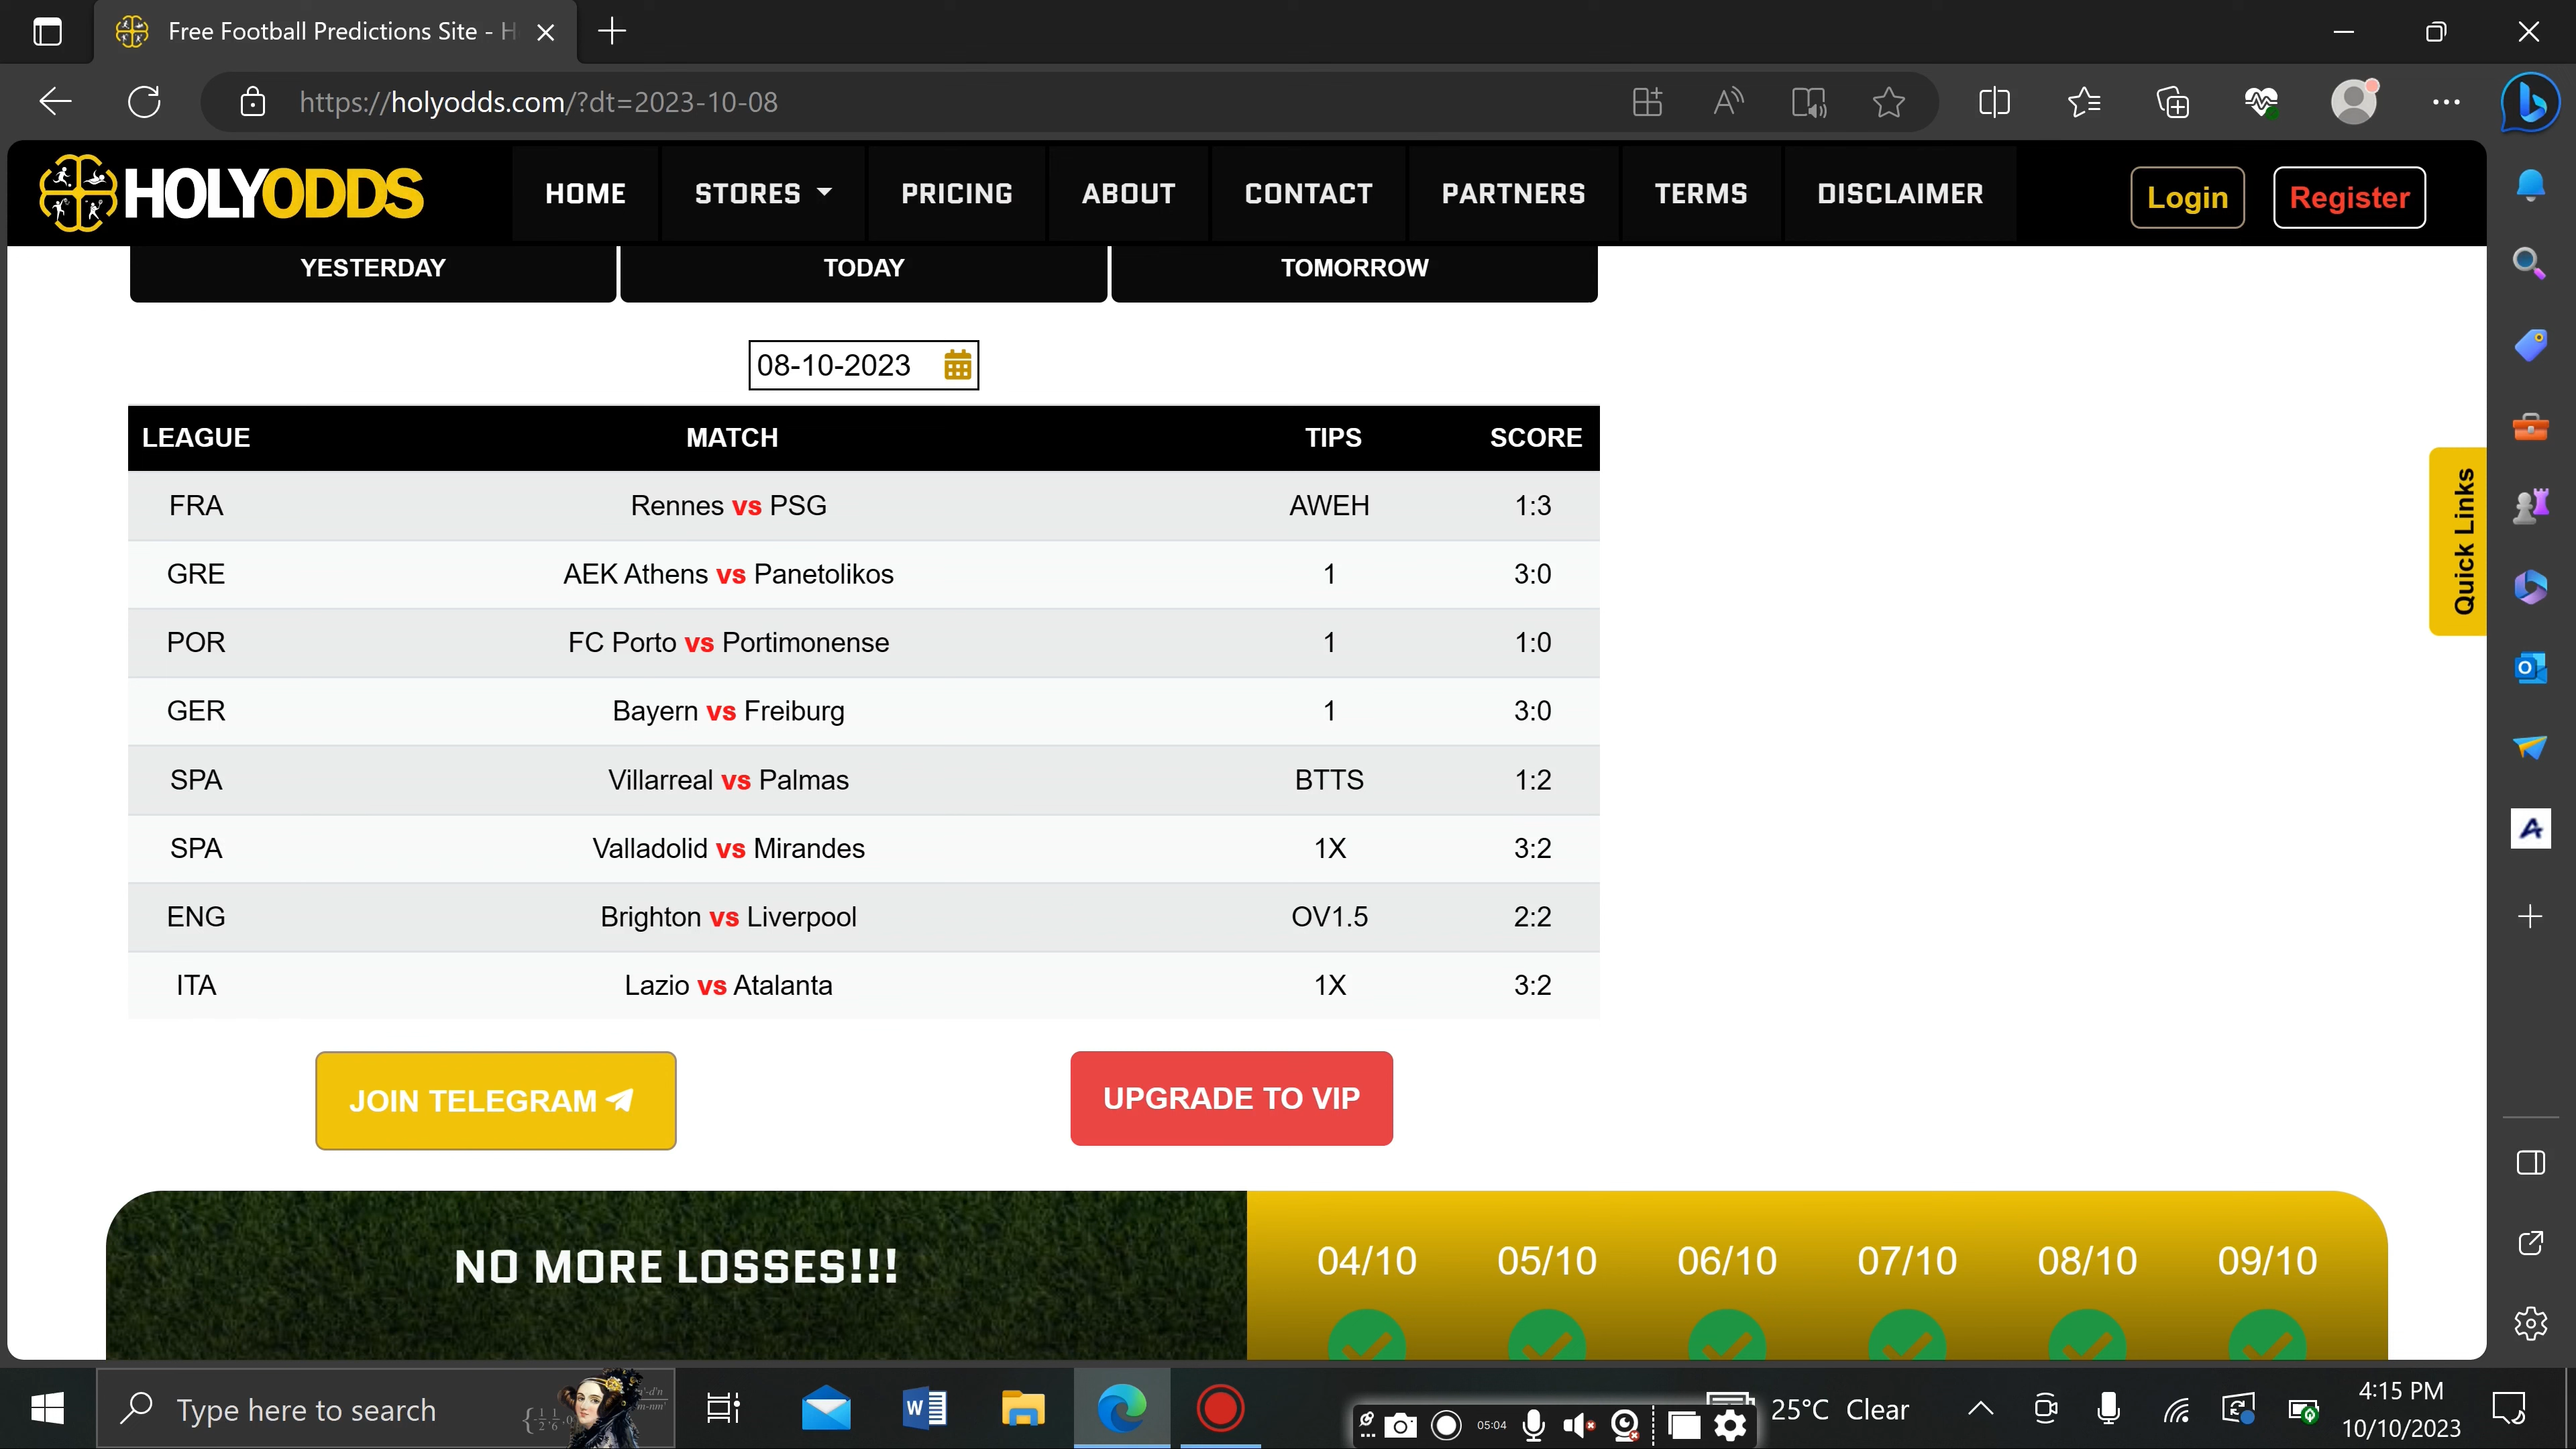 Free Football Predictions Site - H
https://holyodds.com/?dt=2023-10-08
HOLYODDS
HOME STORES PRICING ABOUT CONTACT PARTNERS TERMS DISCLAIMER Login Register
YESTERDAY TODAY TOMORROW
08-10-2023
LEAGUE MATCH TIPS SCORE
FRA Rennes vs PSG AWEH 1:3
GRE AEK Athens vs Panetolikos 1 3:0
POR FC Porto vs Portimonense 1 1:0
GER Bayern vs Freiburg 1 3:0
SPA Villarreal vs Palmas BTTS 1:2
SPA Valladolid vs Mirandes 1X 3:2
ENG Brighton vs Liverpool OV1.5 2:2
ITA Lazio vs Atalanta 1X 3:2
Quick Links
JOIN TELEGRAM UPGRADE TO VIP
NO MORE LOSSES!!! 04/10 05/10 06/10 07/10 08/10 09/10
Type here to search
05:04
25°C Clear
4:15 PM
10/10/2023